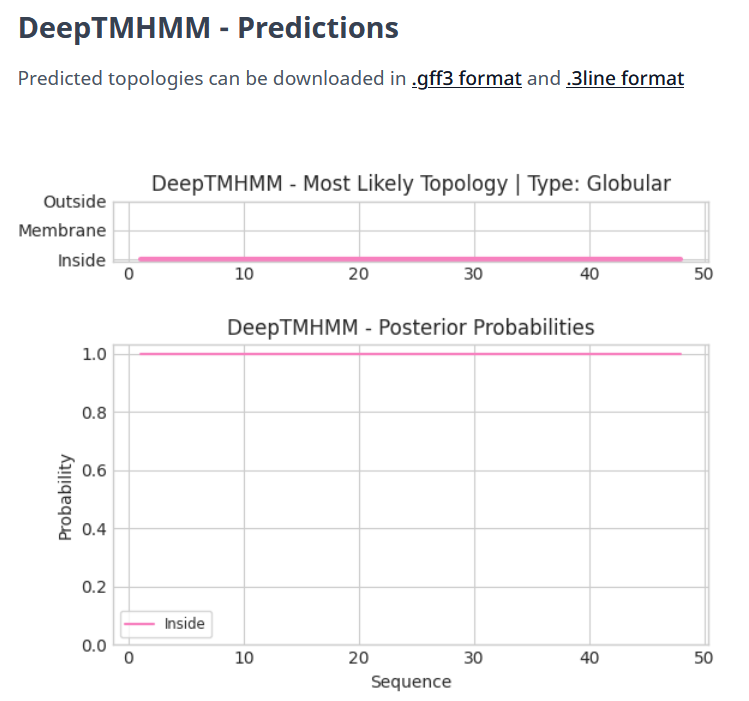 DeepTMHMM - Predictions
Predicted topologies can be downloaded in .gff3 format and .3line format
DeepTMHMM - Most Likely Topology | Type: Globular
Outside
Membrane
Inside
0 10 20 30 40 50
DeepTMHMM - Posterior Probabilities
1.0
0.8
0.6
0.4
0.2
0.0
Probability
Inside
0 10 20 30 40 50
Sequence